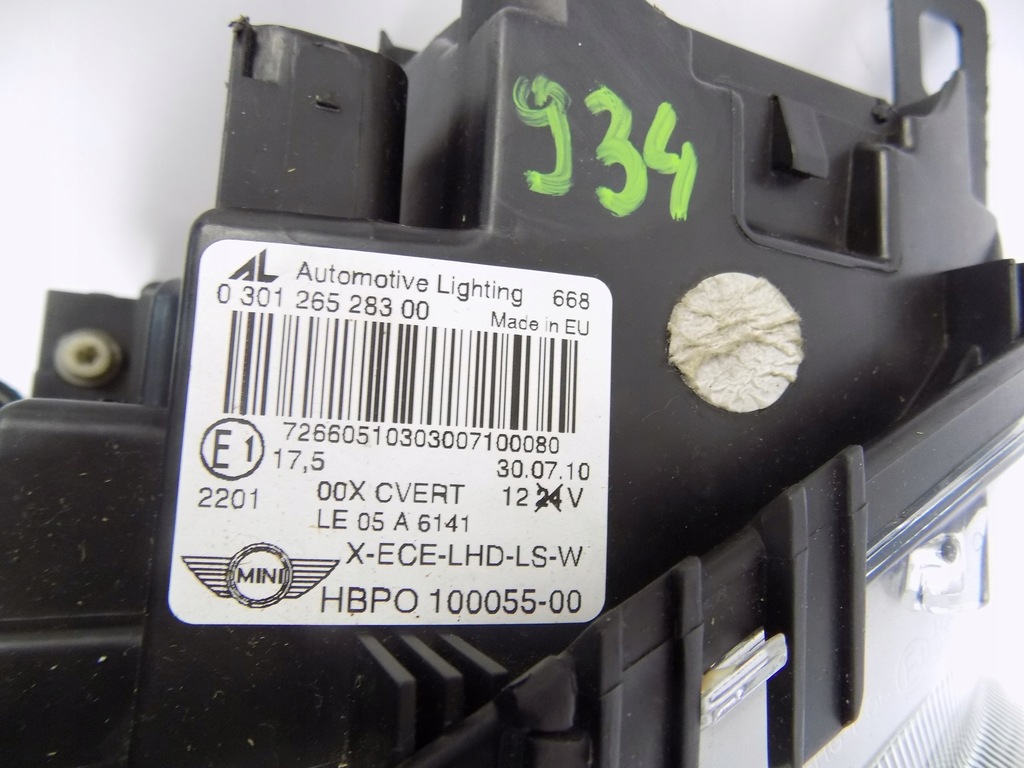 934
AL Automotive Lighting 668
0 301 265 283 00
Made in EU
72660510303007100080
E1 17,5 30.07.10
2201 00X CVERT 12 24 V
LE 05 A 6141
X-ECE-LHD-LS-W
MINI
HBPO 100055-00